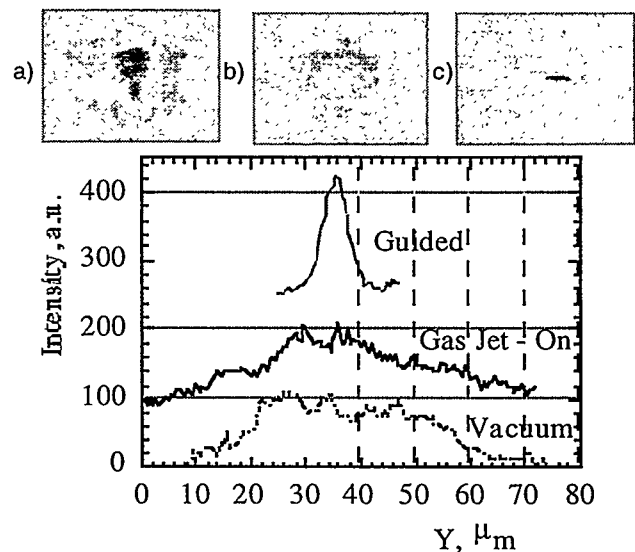 a)
b)
c)
Intensity, a.u.
400
300
200
100
0
Guided
Gas Jet - On
Vacuum
0 10 20 30 40 50 60 70 80
Y, μm